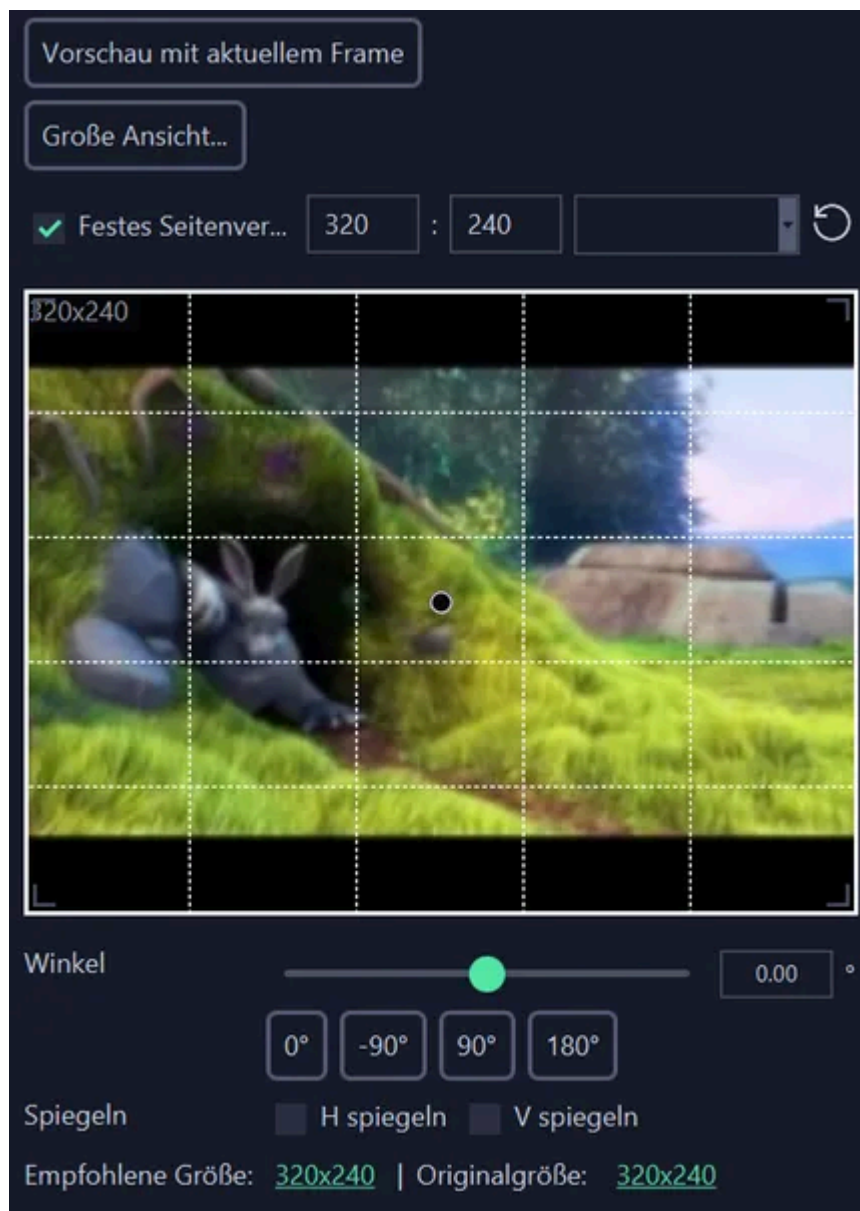 Vorschau mit aktuellem Frame
Große Ansicht...
Festes Seitenver... 320 : 240
320x240
Winkel 0.00 °
0° -90° 90° 180°
Spiegeln H spiegeln V spiegeln
Empfohlene Größe: 320x240 | Originalgröße: 320x240